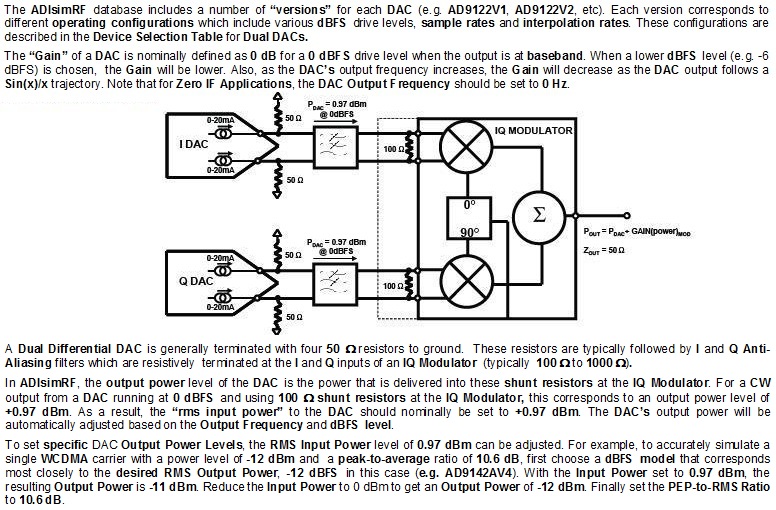 The ADIsimRF database includes a number of “versions” for each DAC (e.g. AD9122V1, AD9122V2, etc). Each version corresponds to
different operating configurations which include various dBFS drive levels, sample rates and interpolation rates. These configurations are
described in the Device Selection Table for Dual DACs.
The “Gain” of a DAC is nominally defined as 0 dB for a 0 dBFS drive level when the output is at baseband. When a lower dBFS level (e.g. -6
dBFS) is chosen, the Gain will be lower. Also, as the DAC's output frequency increases, the Gain will decrease as the DAC output follows a
Sin(x)/x trajectory. Note that for Zero IF Applications, the DAC Output Frequency should be set to 0 Hz.
0-20mA
I DAC
0-20mA
50 Ω
50 Ω
PDAC = 0.97 dBm
@ 0dBFS
100 Ω
IQ MODULATOR
0°
90°
Σ
POUT = PDAC+ GAIN(power)MOD
ZOUT = 50 Ω
0-20mA
Q DAC
0-20mA
50 Ω
50 Ω
PDAC = 0.97 dBm
@ 0dBFS
100 Ω
A Dual Differential DAC is generally terminated with four 50 Ω resistors to ground. These resistors are typically followed by I and Q Anti-
Aliasing filters which are resistively terminated at the I and Q inputs of an IQ Modulator (typically 100 Ω to 1000 Ω).
In ADIsimRF, the output power level of the DAC is the power that is delivered into these shunt resistors at the IQ Modulator. For a CW
output from a DAC running at 0 dBFS and using 100 Ω shunt resistors at the IQ Modulator, this corresponds to an output power level of
+0.97 dBm. As a result, the “rms input power” to the DAC should nominally be set to +0.97 dBm. The DAC's output power will be
automatically adjusted based on the Output Frequency and dBFS level.
To set specific DAC Output Power Levels, the RMS Input Power level of 0.97 dBm can be adjusted. For example, to accurately simulate a
single WCDMA carrier with a power level of -12 dBm and a peak-to-average ratio of 10.6 dB, first choose a dBFS model that corresponds
most closely to the desired RMS Output Power, -12 dBFS in this case (e.g. AD9142AV4). With the Input Power set to 0.97 dBm, the
resulting Output Power is -11 dBm. Reduce the Input Power to 0 dBm to get an Output Power of -12 dBm. Finally set the PEP-to-RMS Ratio
to 10.6 dB.